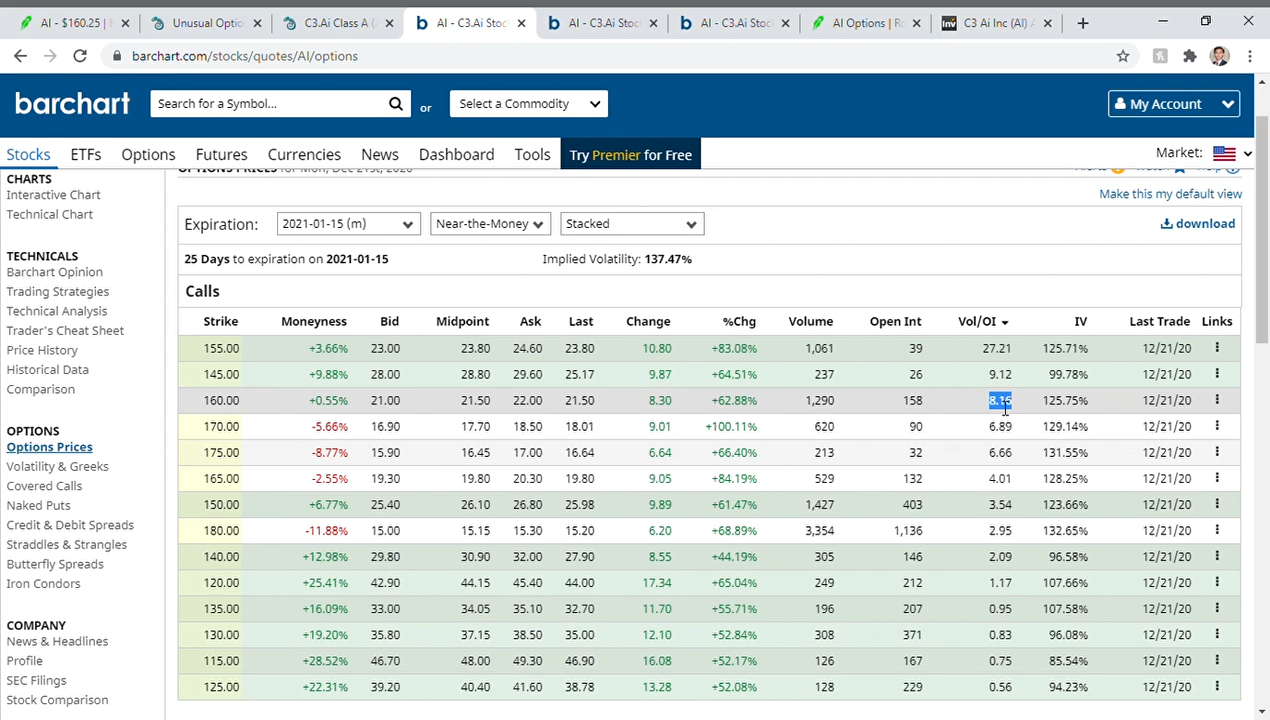 AI - $160.25 | R
Unusual Optio
C3.Ai Class A (A
AI - C3.Ai Stoc
AI - C3.Ai Stoc
AI - C3.Ai Stoc
AI Options | Ro
C3 Ai Inc (AI) A
barchart.com/stocks/quotes/AI/options
barchart Search for a Symbol... or Select a Commodity My Account
Stocks ETFs Options Futures Currencies News Dashboard Tools Try Premier for Free Market:
OPTIONS PRICES for Mon, Dec 21st, 2020 Alerts Watch Help
Make this my default view
CHARTS
Interactive Chart
Technical Chart
TECHNICALS
Barchart Opinion
Trading Strategies
Technical Analysis
Trader's Cheat Sheet
Price History
Historical Data
Comparison
OPTIONS
Options Prices
Volatility & Greeks
Covered Calls
Naked Puts
Credit & Debit Spreads
Straddles & Strangles
Butterfly Spreads
Iron Condors
COMPANY
News & Headlines
Profile
SEC Filings
Stock Comparison
Expiration: 2021-01-15 (m) Near-the-Money Stacked download
25 Days to expiration on 2021-01-15 Implied Volatility: 137.47%
Calls
Strike Moneyness Bid Midpoint Ask Last Change %Chg Volume Open Int Vol/OI IV Last Trade Links
155.00 +3.66% 23.00 23.80 24.60 23.80 10.80 +83.08% 1,061 39 27.21 125.71% 12/21/20
145.00 +9.88% 28.00 28.80 29.60 25.17 9.87 +64.51% 237 26 9.12 99.78% 12/21/20
160.00 +0.55% 21.00 21.50 22.00 21.50 8.30 +62.88% 1,290 158 8.16 125.75% 12/21/20
170.00 -5.66% 16.90 17.70 18.50 18.01 9.01 +100.11% 620 90 6.89 129.14% 12/21/20
175.00 -8.77% 15.90 16.45 17.00 16.64 6.64 +66.40% 213 32 6.66 131.55% 12/21/20
165.00 -2.55% 19.30 19.80 20.30 19.80 9.05 +84.19% 529 132 4.01 128.25% 12/21/20
150.00 +6.77% 25.40 26.10 26.80 25.98 9.89 +61.47% 1,427 403 3.54 123.66% 12/21/20
180.00 -11.88% 15.00 15.15 15.30 15.20 6.20 +68.89% 3,354 1,136 2.95 132.65% 12/21/20
140.00 +12.98% 29.80 30.90 32.00 27.90 8.55 +44.19% 305 146 2.09 96.58% 12/21/20
120.00 +25.41% 42.90 44.15 45.40 44.00 17.34 +65.04% 249 212 1.17 107.66% 12/21/20
135.00 +16.09% 33.00 34.05 35.10 32.70 11.70 +55.71% 196 207 0.95 107.58% 12/21/20
130.00 +19.20% 35.80 37.15 38.50 35.00 12.10 +52.84% 308 371 0.83 96.08% 12/21/20
115.00 +28.52% 46.70 48.00 49.30 46.90 16.08 +52.17% 126 167 0.75 85.54% 12/21/20
125.00 +22.31% 39.20 40.40 41.60 38.78 13.28 +52.08% 128 229 0.56 94.23% 12/21/20